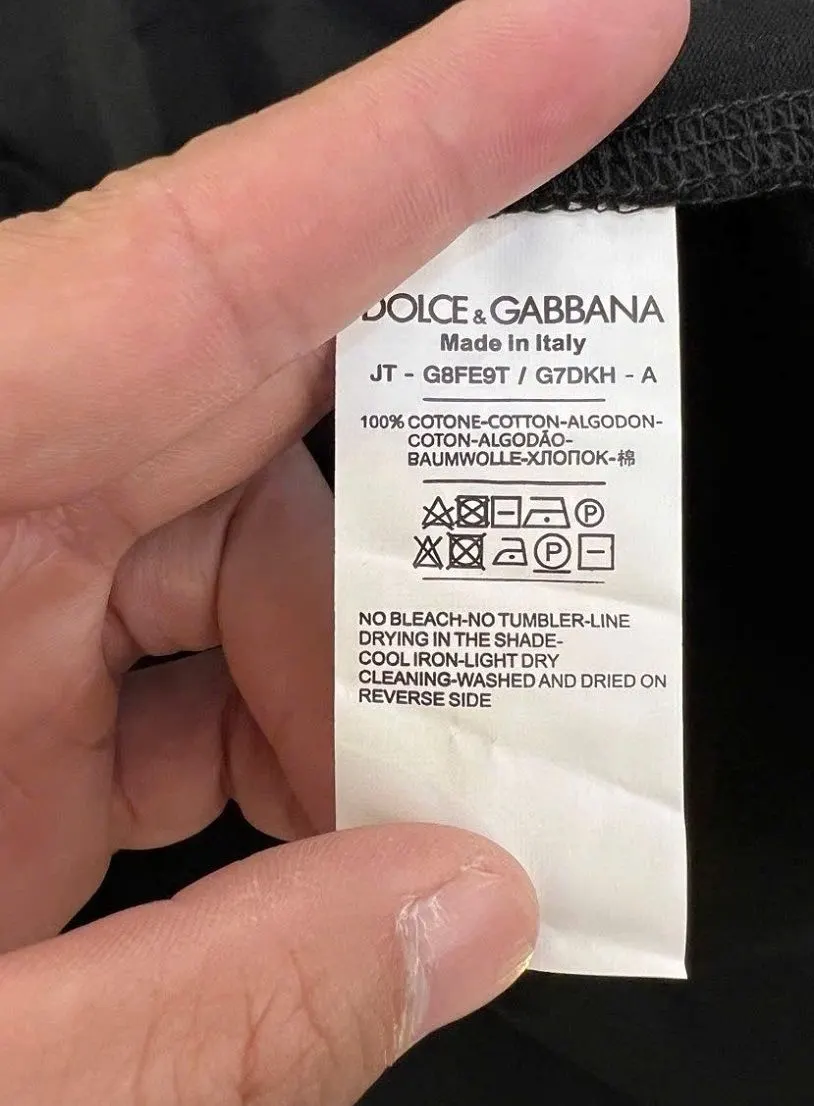 DOLCE & GABBANA
Made in Italy
JT - G8FE9T / G7DKH - A
100% COTONE-COTTON-ALGODON-
COTON-ALGODÃO-
BAUMWOLLE-ХЛОПОК-棉
P
P
NO BLEACH-NO TUMBLER-LINE
DRYING IN THE SHADE-
COOL IRON-LIGHT DRY
CLEANING-WASHED AND DRIED ON
REVERSE SIDE